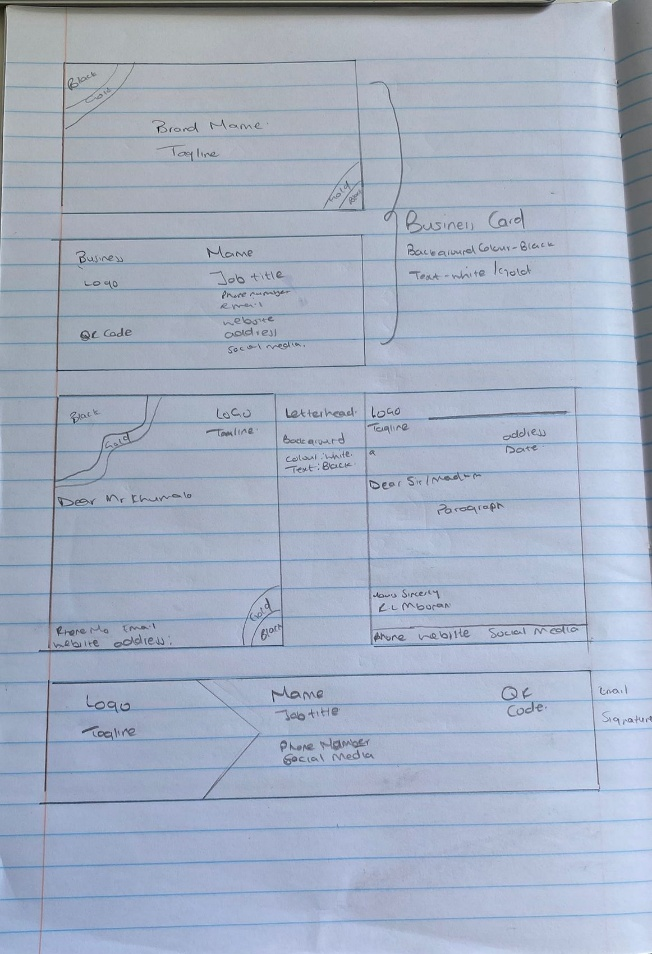 Black
Gold
Brand Name
Tagline
Gold
Business Card
Background Colour - Black
Text - white / Gold
Business
Logo
QR Code
Name
Job title
Phone number
email
website
address
Social media.
Black
Gold
LOGO
Tagline
Dear Mr Khumalo
Gold
Black
Phone No Email
website address:
Letterhead
Background
Colour: White.
Text: Black
Logo
Tagline
address
Date
a
Dear Sir/Madum
Paragraph
Yours Sincerly
Phone website Social Media
Logo
Tagline
Name
Job title
Phone Number
Social Media
QR
Code.
Email
Signature